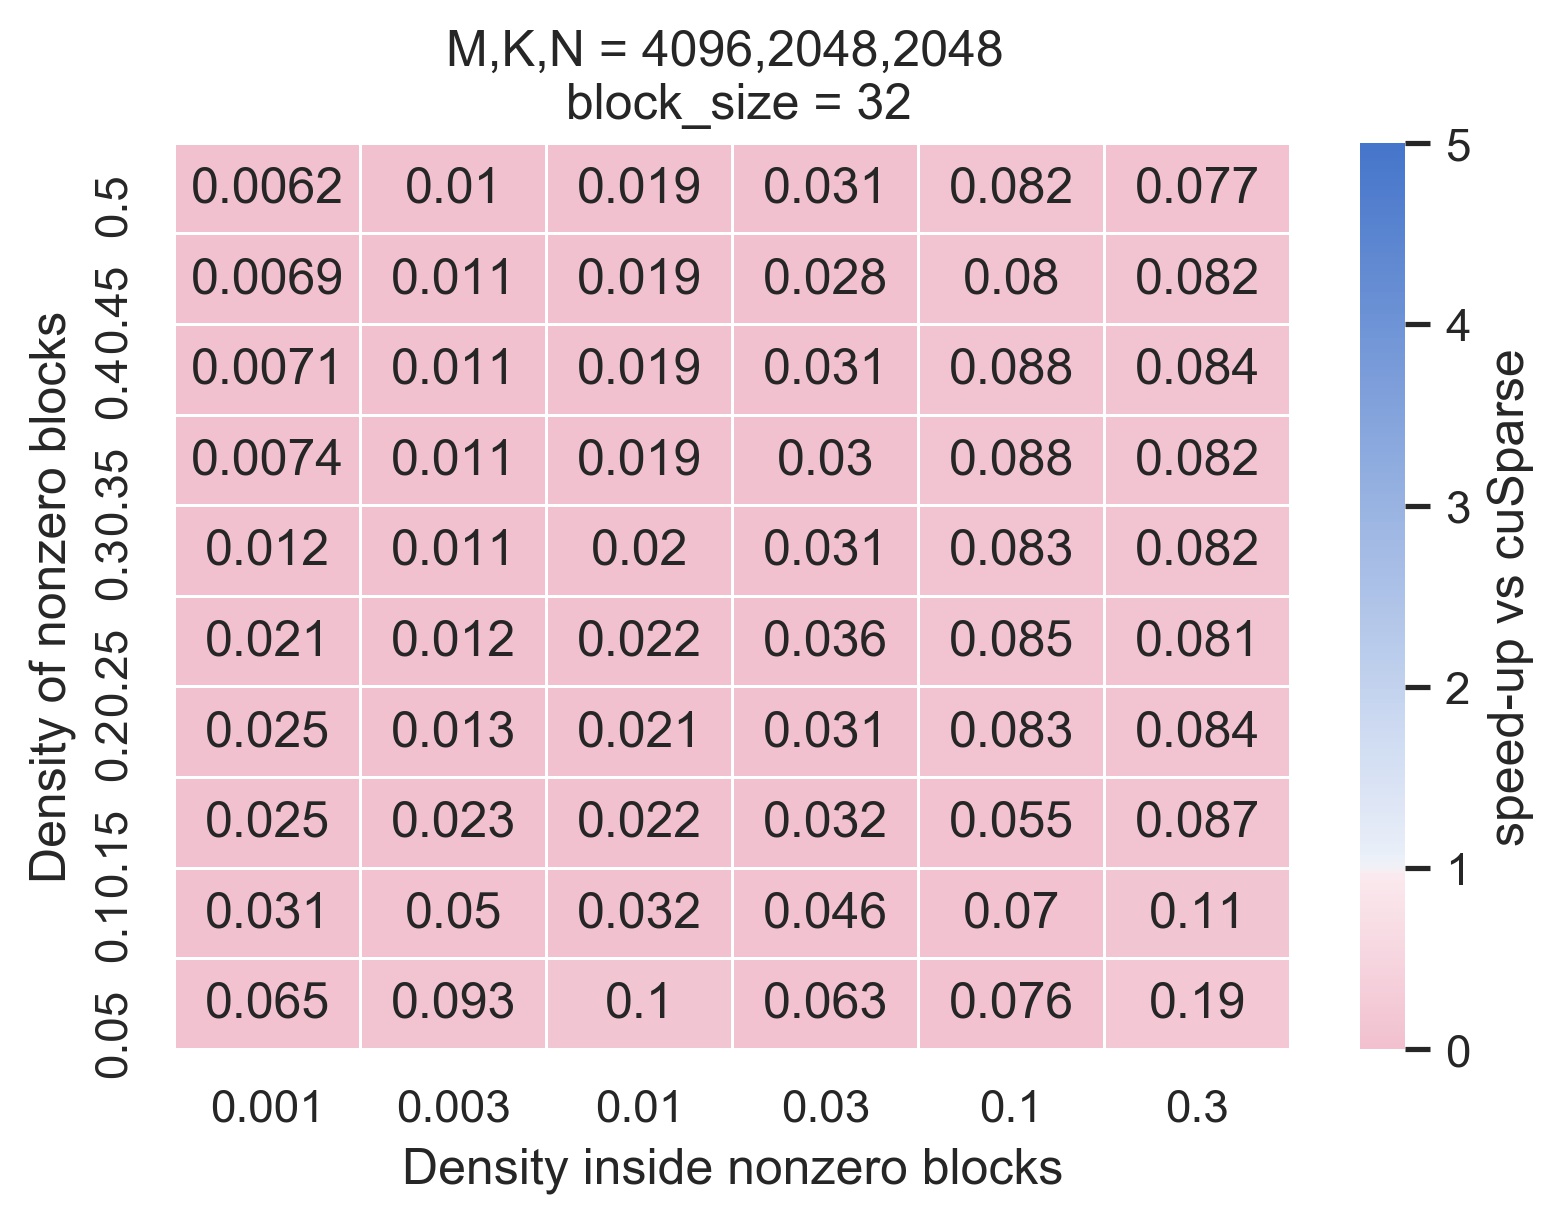 M,K,N = 4096,2048,2048
block_size = 32
Density of nonzero blocks
0.5 0.0062 0.01 0.019 0.031 0.082 0.077
0.45 0.0069 0.011 0.019 0.028 0.08 0.082
0.4 0.0071 0.011 0.019 0.031 0.088 0.084
0.35 0.0074 0.011 0.019 0.03 0.088 0.082
0.3 0.012 0.011 0.02 0.031 0.083 0.082
0.25 0.021 0.012 0.022 0.036 0.085 0.081
0.2 0.025 0.013 0.021 0.031 0.083 0.084
0.15 0.025 0.023 0.022 0.032 0.055 0.087
0.1 0.031 0.05 0.032 0.046 0.07 0.11
0.05 0.065 0.093 0.1 0.063 0.076 0.19
0.001 0.003 0.01 0.03 0.1 0.3
Density inside nonzero blocks
5
4
3
2
1
0
speed-up vs cuSparse